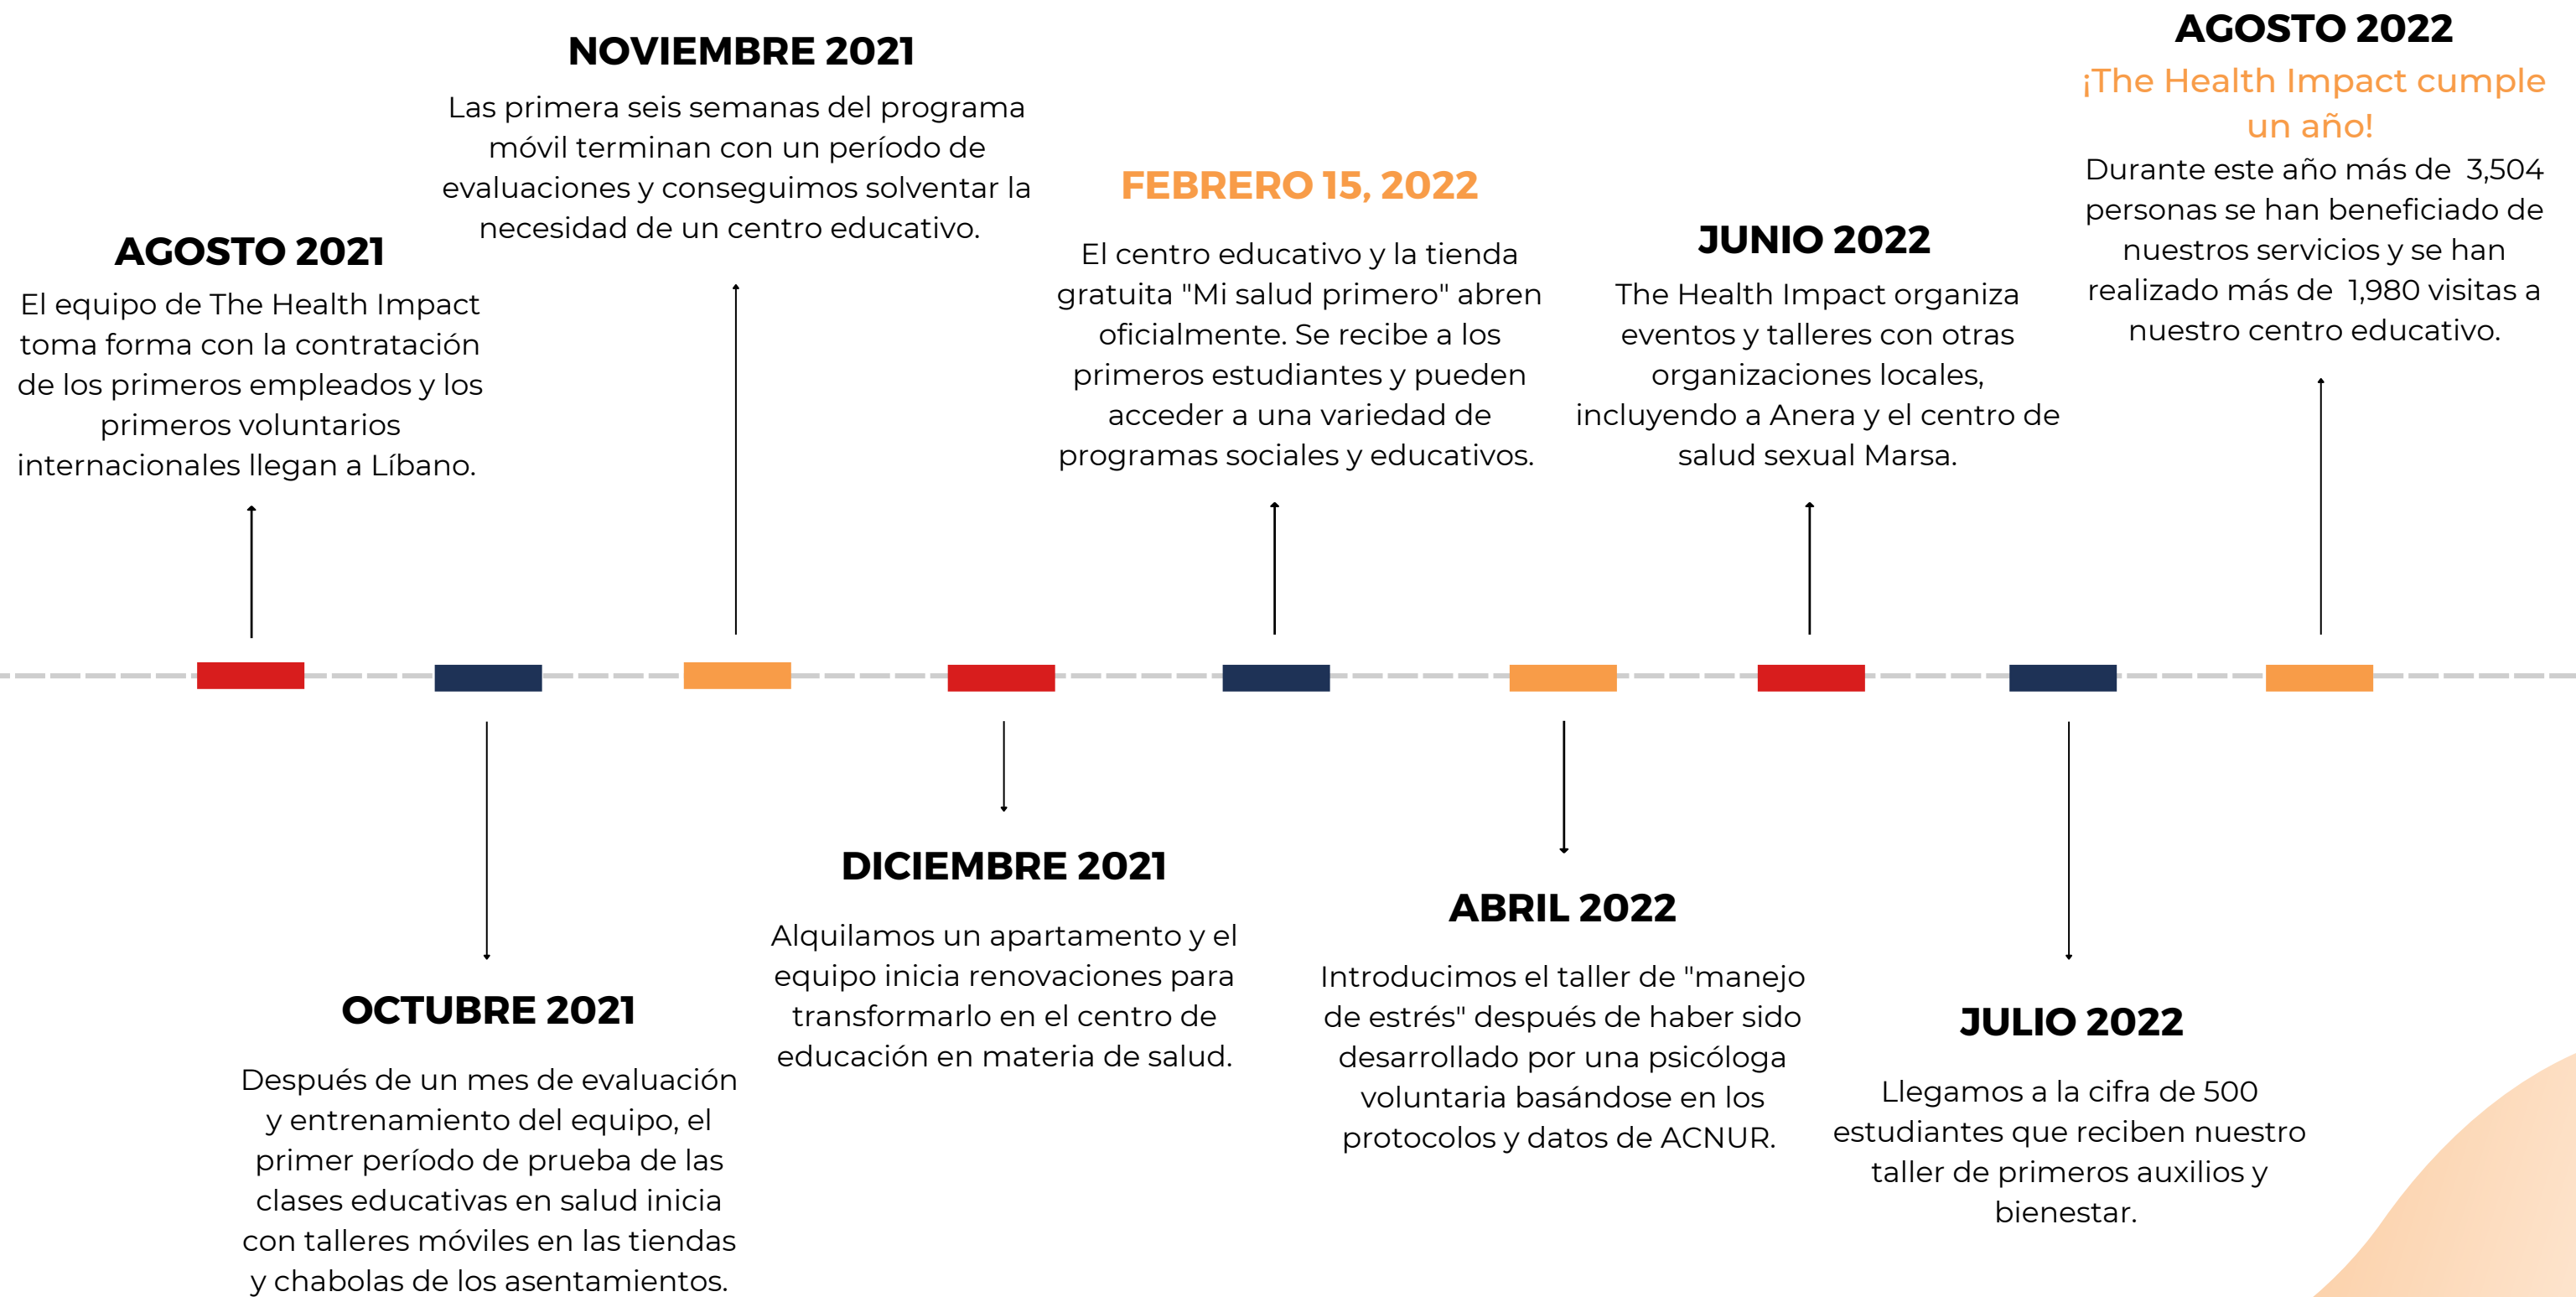 AGOSTO 2021
El equipo de The Health Impact
toma forma con la contratación
de los primeros empleados y los
primeros voluntarios
internacionales llegan a Líbano.
OCTUBRE 2021
Después de un mes de evaluación
y entrenamiento del equipo, el
primer período de prueba de las
clases educativas en salud inicia
con talleres móviles en las tiendas
y chabolas de los asentamientos.
NOVIEMBRE 2021
Las primera seis semanas del programa
móvil terminan con un período de
evaluaciones y conseguimos solventar la
necesidad de un centro educativo.
DICIEMBRE 2021
Alquilamos un apartamento y el
equipo inicia renovaciones para
transformarlo en el centro de
educación en materia de salud.
FEBRERO 15, 2022
El centro educativo y la tienda
gratuita "Mi salud primero" abren
oficialmente. Se recibe a los
primeros estudiantes y pueden
acceder a una variedad de
programas sociales y educativos.
ABRIL 2022
Introducimos el taller de "manejo
de estrés" después de haber sido
desarrollado por una psicóloga
voluntaria basándose en los
protocolos y datos de ACNUR.
JUNIO 2022
The Health Impact organiza
eventos y talleres con otras
organizaciones locales,
incluyendo a Anera y el centro de
salud sexual Marsa.
JULIO 2022
Llegamos a la cifra de 500
estudiantes que reciben nuestro
taller de primeros auxilios y
bienestar.
AGOSTO 2022
¡The Health Impact cumple
un año!
Durante este año más de 3,504
personas se han beneficiado de
nuestros servicios y se han
realizado más de 1,980 visitas a
nuestro centro educativo.